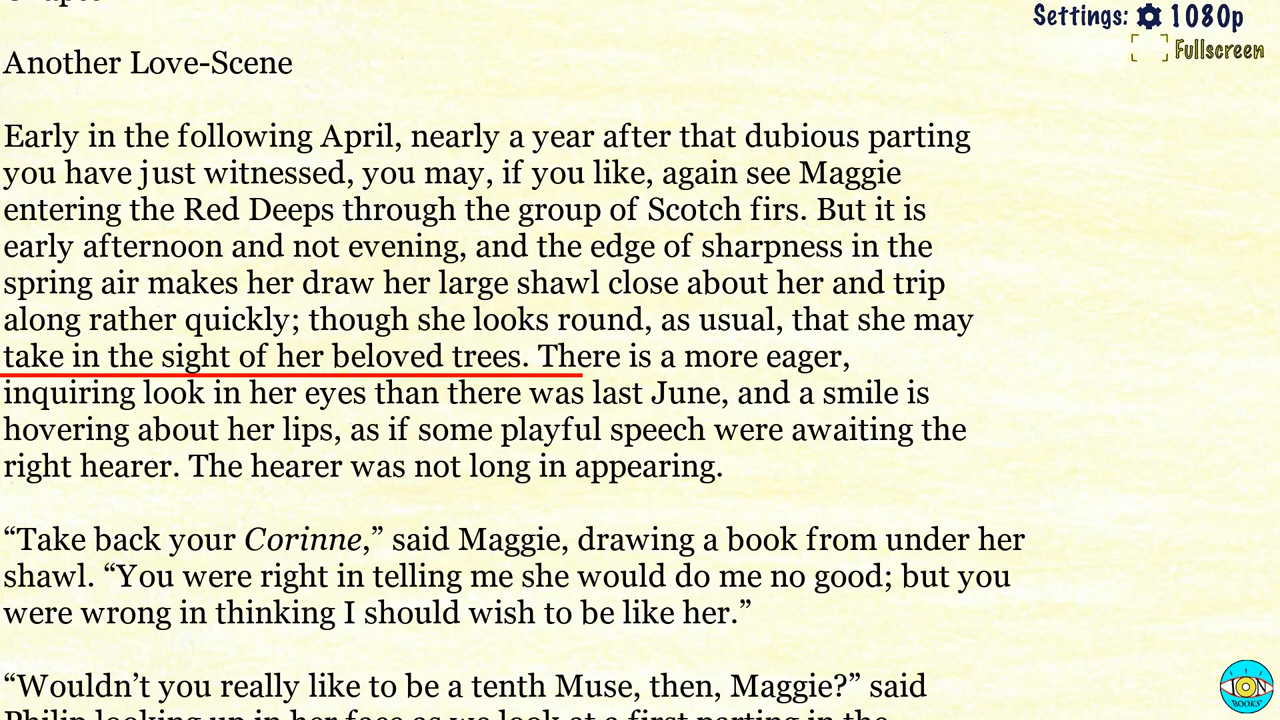 Settings: 1080p
Fullscreen
Another Love-Scene
Early in the following April, nearly a year after that dubious parting
you have just witnessed, you may, if you like, again see Maggie
entering the Red Deeps through the group of Scotch firs. But it is
early afternoon and not evening, and the edge of sharpness in the
spring air makes her draw her large shawl close about her and trip
along rather quickly; though she looks round, as usual, that she may
take in the sight of her beloved trees. There is a more eager,
inquiring look in her eyes than there was last June, and a smile is
hovering about her lips, as if some playful speech were awaiting the
right hearer. The hearer was not long in appearing.
“Take back your Corinne,” said Maggie, drawing a book from under her
shawl. “You were right in telling me she would do me no good; but you
were wrong in thinking I should wish to be like her.”
“Wouldn’t you really like to be a tenth Muse, then, Maggie?” said
Philip looking up in her face as we look at a first parting in the
ION
BOOKS